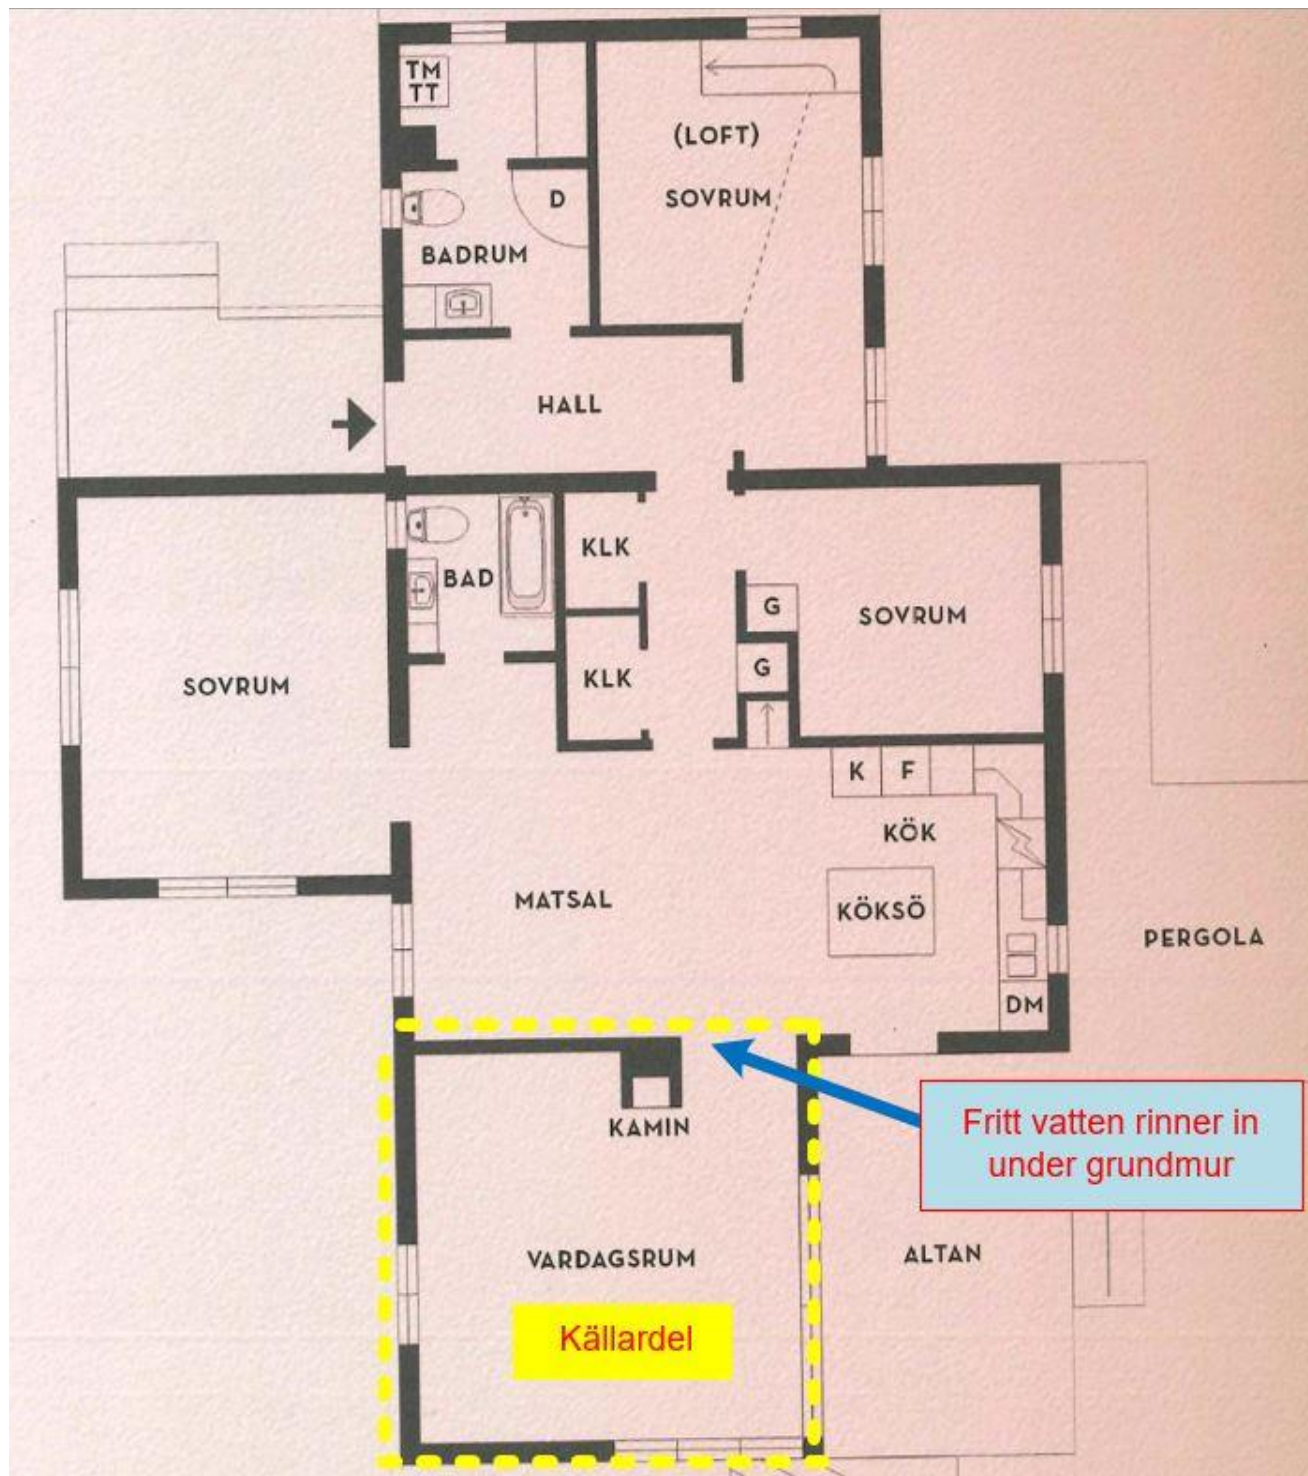 TM
TT
(LOFT)
SOVRUM
D
BADRUM
HALL
KLK
BAD
G
SOVRUM
G
KLK
SOVRUM
K
F
KÖK
MATSAL
KÖKSÖ
PERGOLA
DM
KAMIN
Fritt vatten rinner in
under grundmur
VARDAGSRUM
ALTAN
Källardel